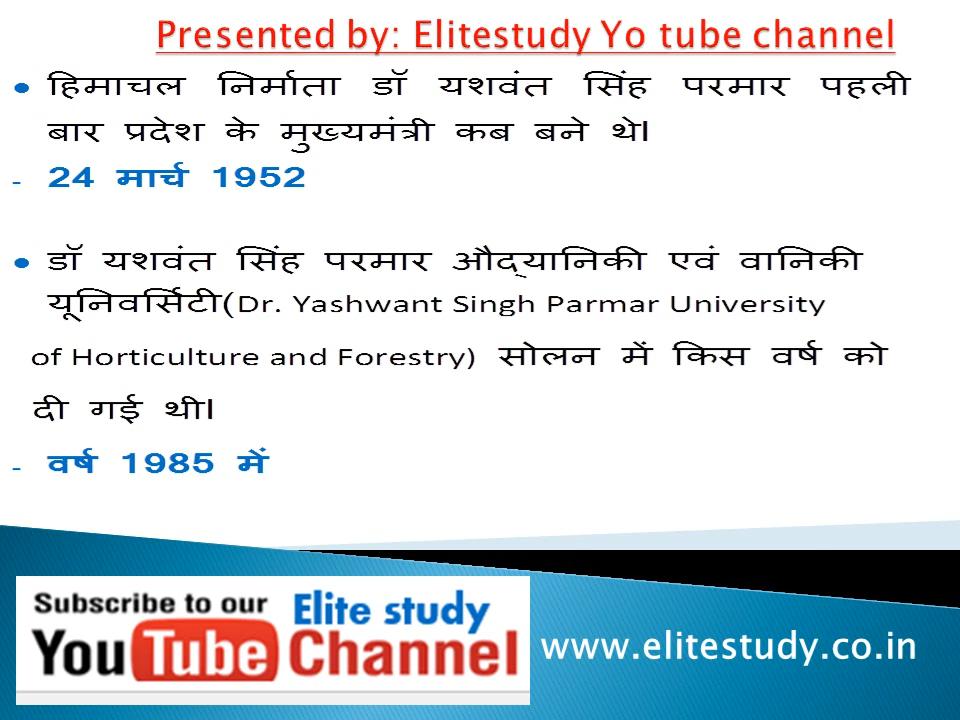 Presented by: Elitestudy Yo tube channel
• हिमाचल निर्माता डॉ यशवंत सिंह परमार पहली
बार प्रदेश के मुख्यमंत्री कब बने थेl
- 24 मार्च 1952
• डॉ यशवंत सिंह परमार औद्यानिकी एवं वानिकी
यूनिवर्सिटी(Dr. Yashwant Singh Parmar University
of Horticulture and Forestry) सोलन में किस वर्ष को
दी गई थीl
- वर्ष 1985 में
Subscribe to our Elite study
YouTube Channel
www.elitestudy.co.in